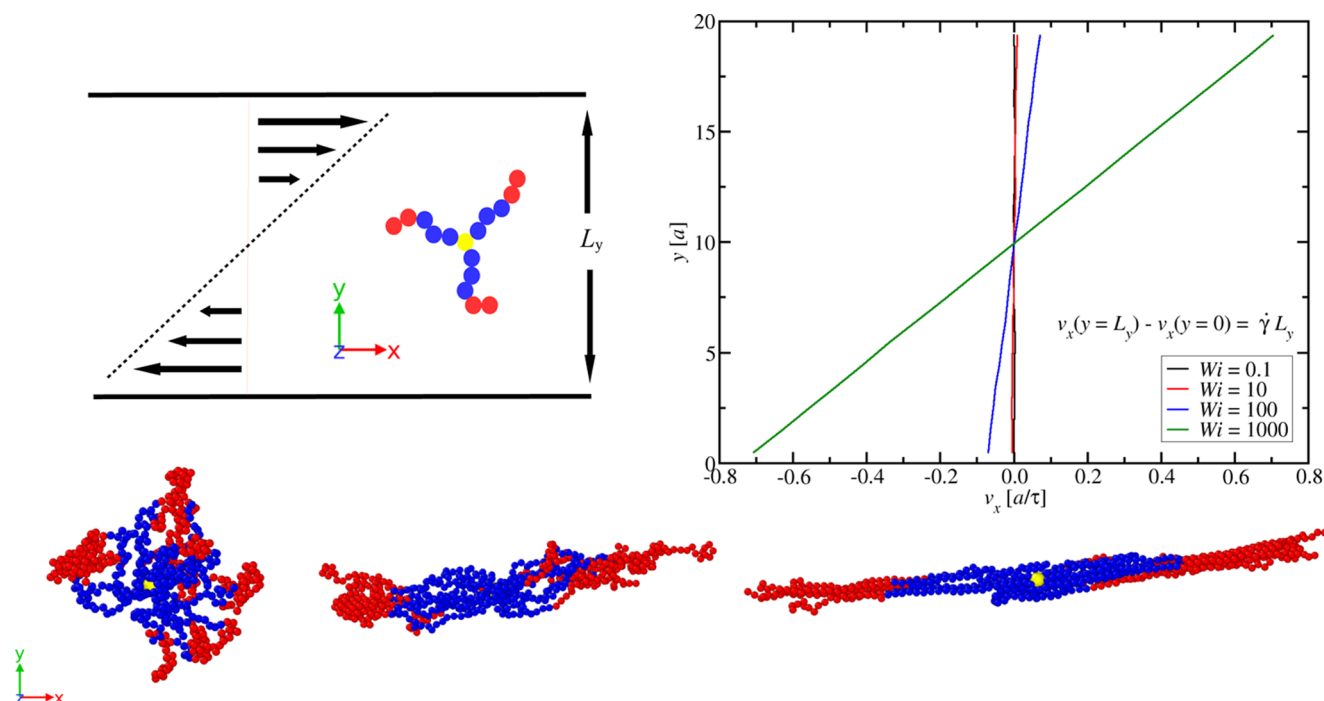 L_y
y
z
x
20
15
10
5
0
y [a]
v_x(y = L_y) - v_x(y = 0) = γ̇ L_y
Wi = 0.1
Wi = 10
Wi = 100
Wi = 1000
-0.8 -0.6 -0.4 -0.2 0.0 0.2 0.4 0.6 0.8
v_x [a/τ]
y
z
x